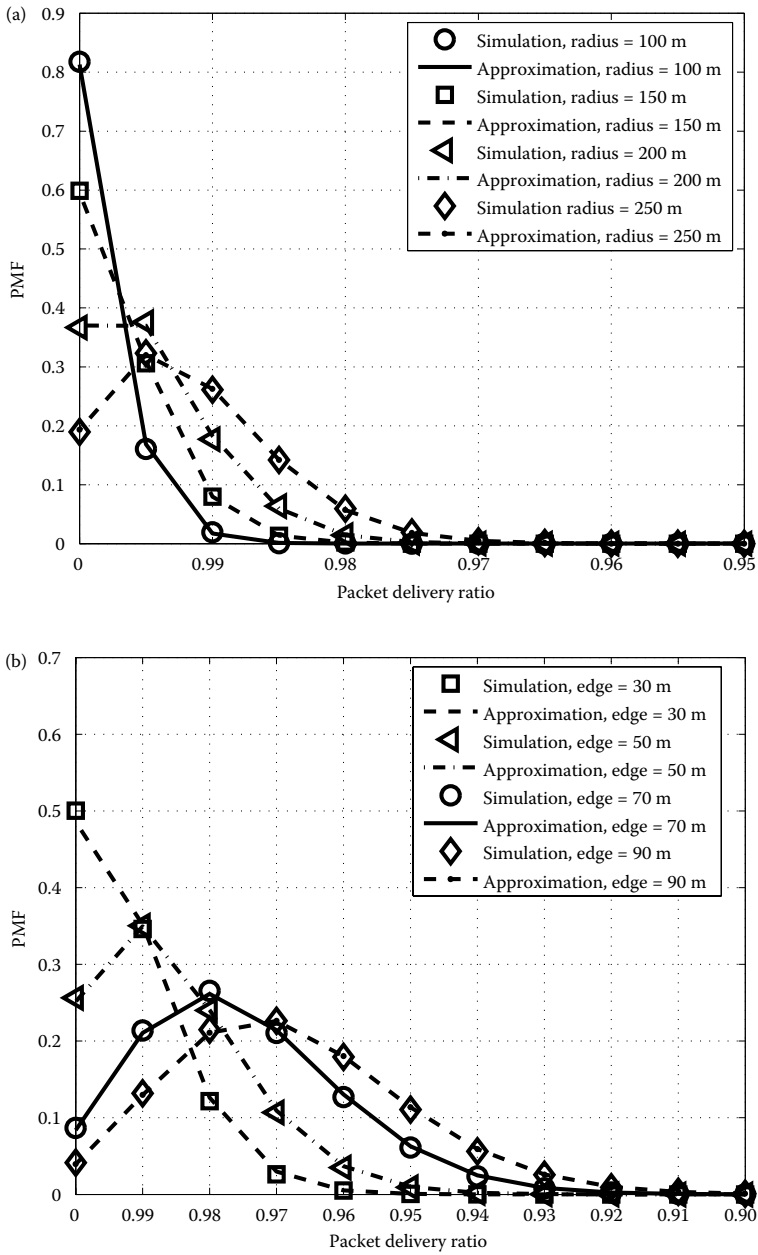 (a)
0.9
0.8
0.7
0.6
0.5
0.4
0.3
0.2
0.1
0
PMF
Simulation, radius = 100 m
Approximation, radius = 100 m
Simulation, radius = 150 m
Approximation, radius = 150 m
Simulation, radius = 200 m
Approximation, radius = 200 m
Simulation radius = 250 m
Approximation, radius = 250 m
0 0.99 0.98 0.97 0.96 0.95
Packet delivery ratio
(b)
0.7
0.6
0.5
0.4
0.3
0.2
0.1
0
PMF
Simulation, edge = 30 m
Approximation, edge = 30 m
Simulation, edge = 50 m
Approximation, edge = 50 m
Simulation, edge = 70 m
Approximation, edge = 70 m
Simulation, edge = 90 m
Approximation, edge = 90 m
0 0.99 0.98 0.97 0.96 0.95 0.94 0.93 0.92 0.91 0.90
Packet delivery ratio